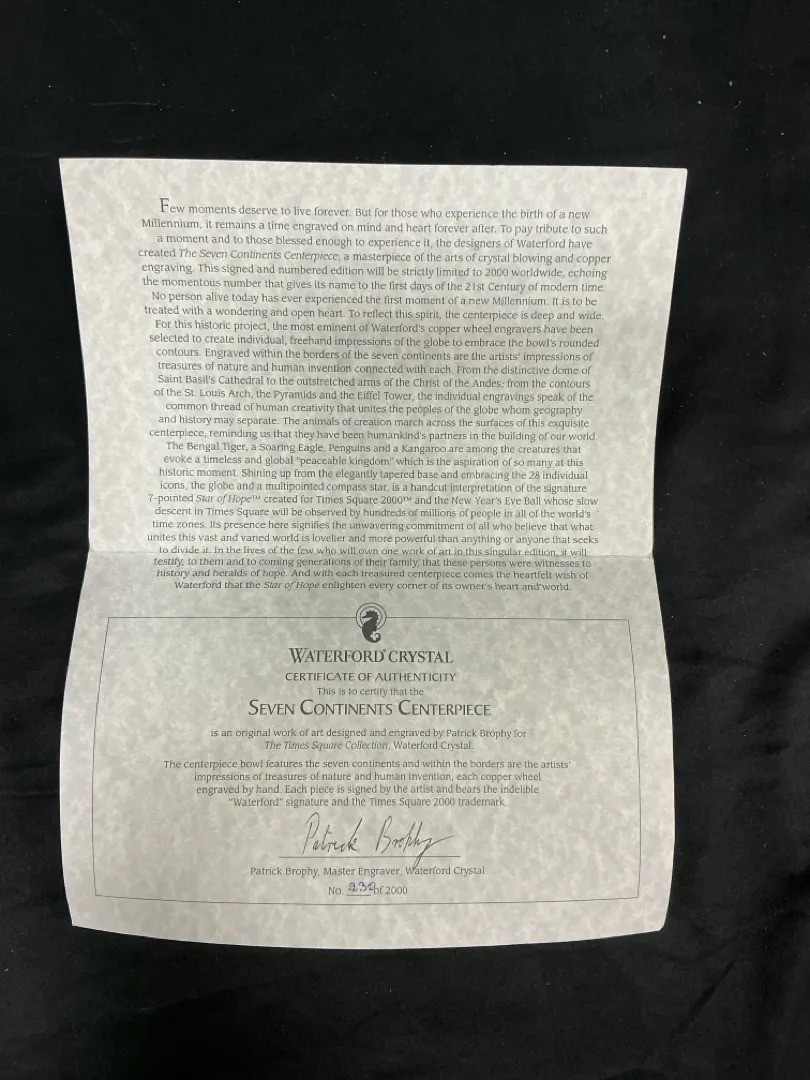 Few moments deserve to live forever. But for those who experience the birth of a new
Millennium, it remains a time engraved on mind and heart forever after. To pay tribute to such
a moment and to those blessed enough to experience it, the designers of Waterford have
created The Seven Continents Centerpiece, a masterpiece of the arts of crystal blowing and copper
engraving. This signed and numbered edition will be strictly limited to 2000 worldwide, echoing
the momentous number that gives its name to the first days of the 21st Century of modern time.
No person alive today has ever experienced the first moment of a new Millennium. It is to be
treated with a wondering and open heart. To reflect this spirit, the centerpiece is deep and wide.
For this historic project, the most eminent of Waterford's copper wheel engravers have been
selected to create individual, freehand impressions of the globe to embrace the bowl's rounded
contours. Engraved within the borders of the seven continents are the artists' impressions of
treasures of nature and human invention connected with each. From the distinctive dome of
Saint Basil's Cathedral to the outstretched arms of the Christ of the Andes; from the contours
of the St. Louis Arch, the Pyramids and the Eiffel Tower, the individual engravings speak of the
common thread of human creativity that unites the peoples of the globe whom geography
and history may separate. The animals of creation march across the surfaces of this exquisite
centerpiece, reminding us that they have been humankind's partners in the building of our world.
The Bengal Tiger, a Soaring Eagle, Penguins and a Kangaroo are among the creatures that
evoke a timeless and global "peaceable kingdom" which is the aspiration of so many at this
historic moment. Shining up from the elegantly tapered base and embracing the 28 individual
icons, the globe and a multipointed compass star, is a handcut interpretation of the signature
7-pointed Star of Hope™ created for Times Square 2000™ and the New Year's Eve Ball whose slow
descent in Times Square will be observed by hundreds of millions of people in all of the world's
time zones. Its presence here signifies the unwavering commitment of all who believe that what
unites this vast and varied world is lovelier and more powerful than anything or anyone that seeks
to divide it. In the lives of the few who will own one work of art in this singular edition, it will
testify, to them and to coming generations of their family, that these persons were witnesses to
history and heralds of hope. And with each treasured centerpiece comes the heartfelt wish of
Waterford that the Star of Hope enlighten every corner of its owner's heart and world.
WATERFORD® CRYSTAL
CERTIFICATE OF AUTHENTICITY
This is to certify that the
SEVEN CONTINENTS CENTERPIECE
is an original work of art designed and engraved by Patrick Brophy for
The Times Square Collection, Waterford Crystal.
The centerpiece bowl features the seven continents and within the borders are the artists'
impressions of treasures of nature and human invention, each copper wheel
engraved by hand. Each piece is signed by the artist and bears the indelible
"Waterford" signature and the Times Square 2000 trademark.
Patrick Brophy
Patrick Brophy, Master Engraver, Waterford Crystal
No. of 2000